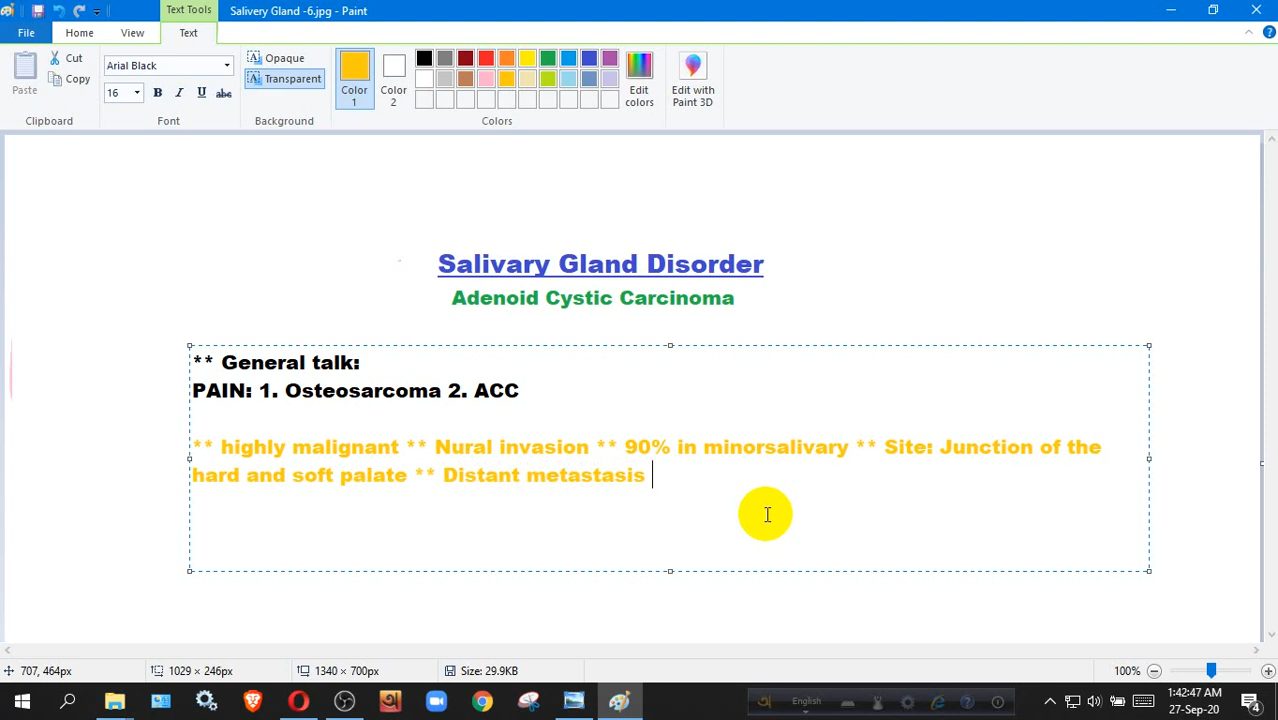 Text Tools
Salivery Gland -6.jpg - Paint
File
Home
View
Text
Paste
Cut
Copy
Arial Black
16
B
I
U
abc
Opaque
Transparent
Color 1
Color 2
Edit colors
Edit with Paint 3D
Clipboard
Font
Background
Colors
Salivary Gland Disorder
Adenoid Cystic Carcinoma
** General talk:
PAIN: 1. Osteosarcoma 2. ACC
** highly malignant ** Nural invasion ** 90% in minorsalivary ** Site: Junction of the
hard and soft palate ** Distant metastasis
707, 464px
1029 × 246px
1340 × 700px
Size: 29.9KB
100%
English
1:42:47 AM
27-Sep-20
4